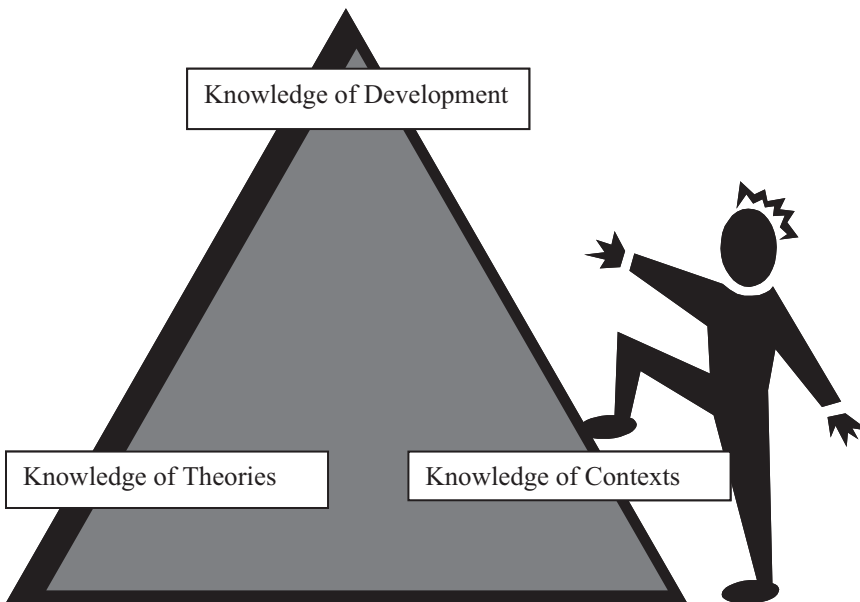 Knowledge of Development
Knowledge of Theories
Knowledge of Contexts